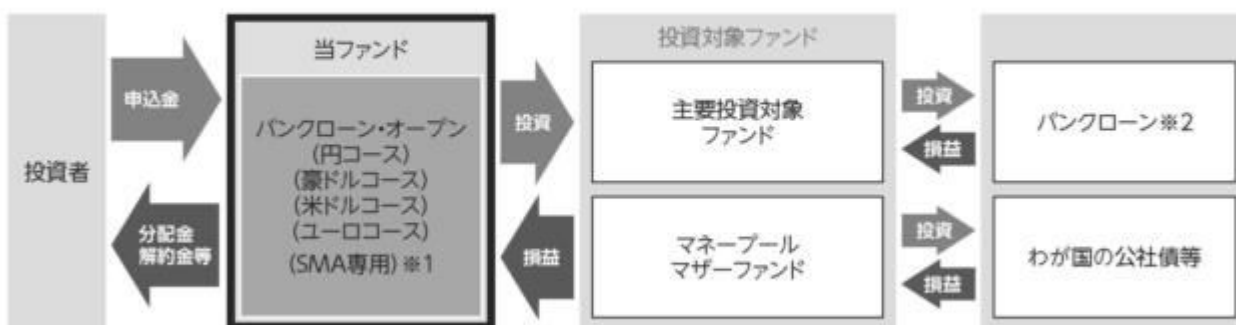 投資者
申込金
分配金
解約金等
当ファンド
バンクローン・オープン
(円コース)
(豪ドルコース)
(米ドルコース)
(ユーロコース)
(SMA専用)※1
投資
損益
投資対象ファンド
主要投資対象
ファンド
マネープール
マザーファンド
投資
損益
投資
損益
バンクローン※2
わが国の公社債等